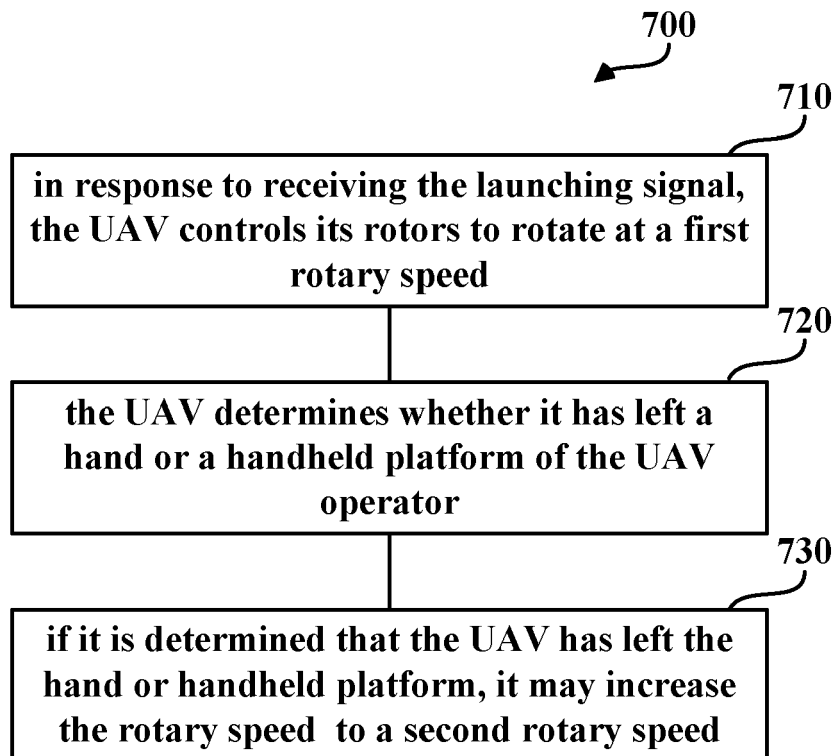 700
710
in response to receiving the launching signal,
the UAV controls its rotors to rotate at a first
rotary speed
720
the UAV determines whether it has left a
hand or a handheld platform of the UAV
operator
730
if it is determined that the UAV has left the
hand or handheld platform, it may increase
the rotary speed to a second rotary speed